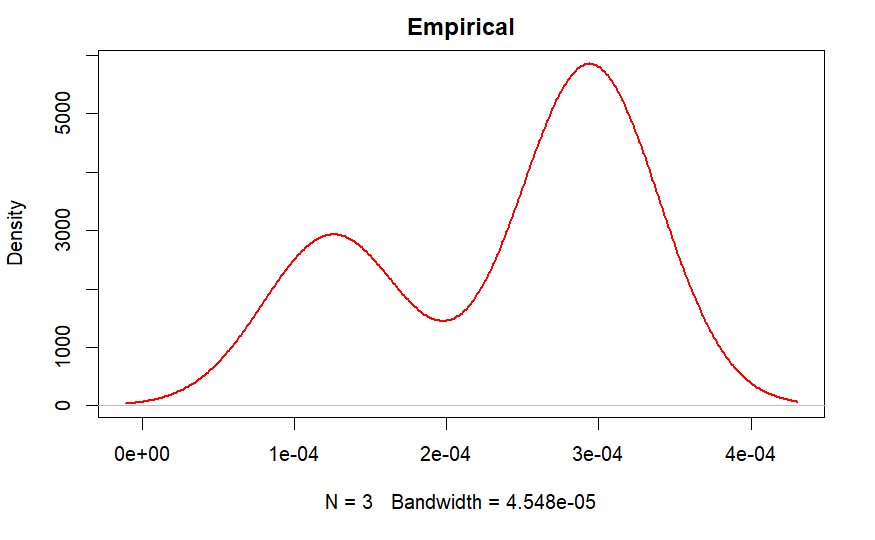 Empirical
Density
5000
3000
1000
0
0e+00 1e-04 2e-04 3e-04 4e-04
N = 3 Bandwidth = 4.548e-05